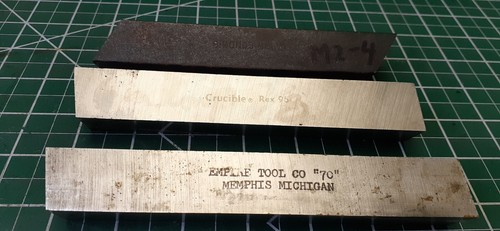 M2-4
Crucible Rex 95
EMPIRE TOOL CO "70"
MEMPHIS MICHIGAN